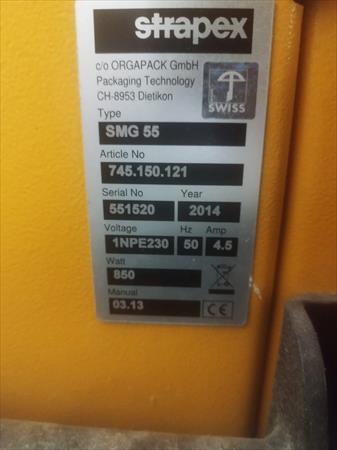 strapex
c/o ORGAPACK GmbH
Packaging Technology
CH-8953 Dietikon
SWISS
Type
SMG 55
Article No
745.150.121
Serial No Year
551520 2014
Voltage Hz Amp
1NPE230 50 4.5
Watt
850
Manual
03.13
CE